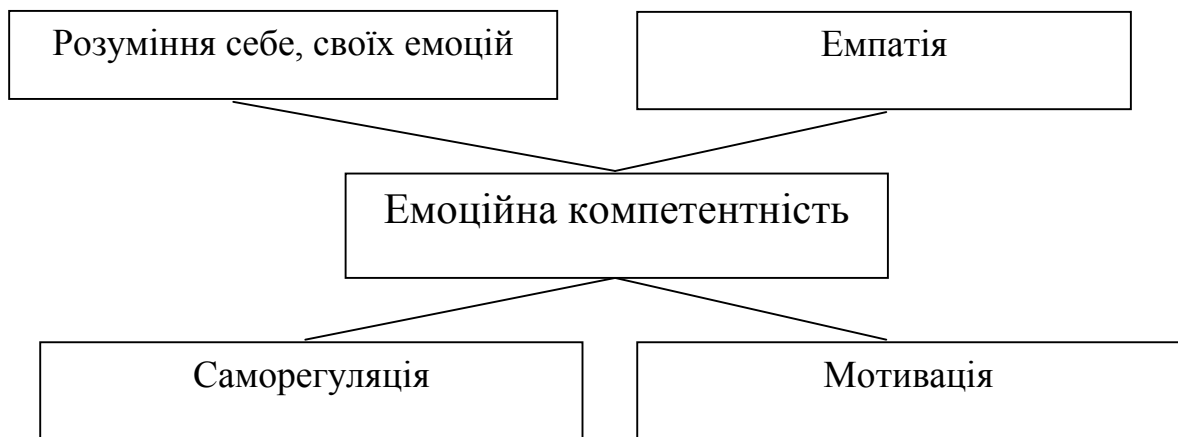 Розуміння себе, своїх емоцій
Емпатія
Емоційна компетентність
Саморегуляція
Мотивація